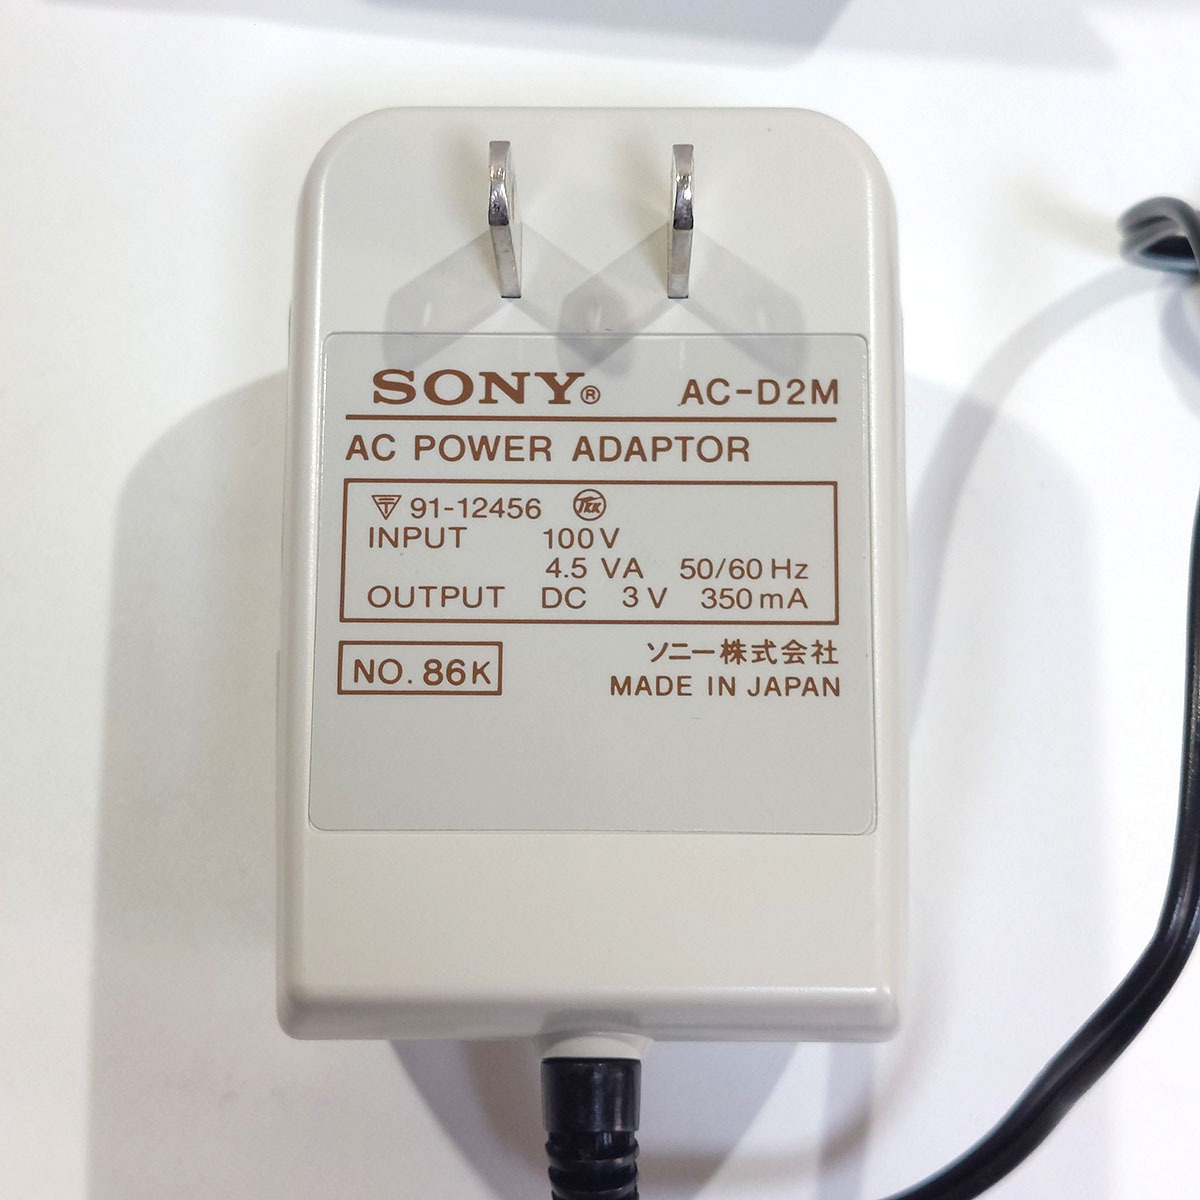 SONY® AC-D2M
AC POWER ADAPTOR
〒 91-12456 TKK
INPUT 100V
4.5 VA 50/60 Hz
OUTPUT DC 3V 350mA
NO. 86K
ソニー株式会社
MADE IN JAPAN